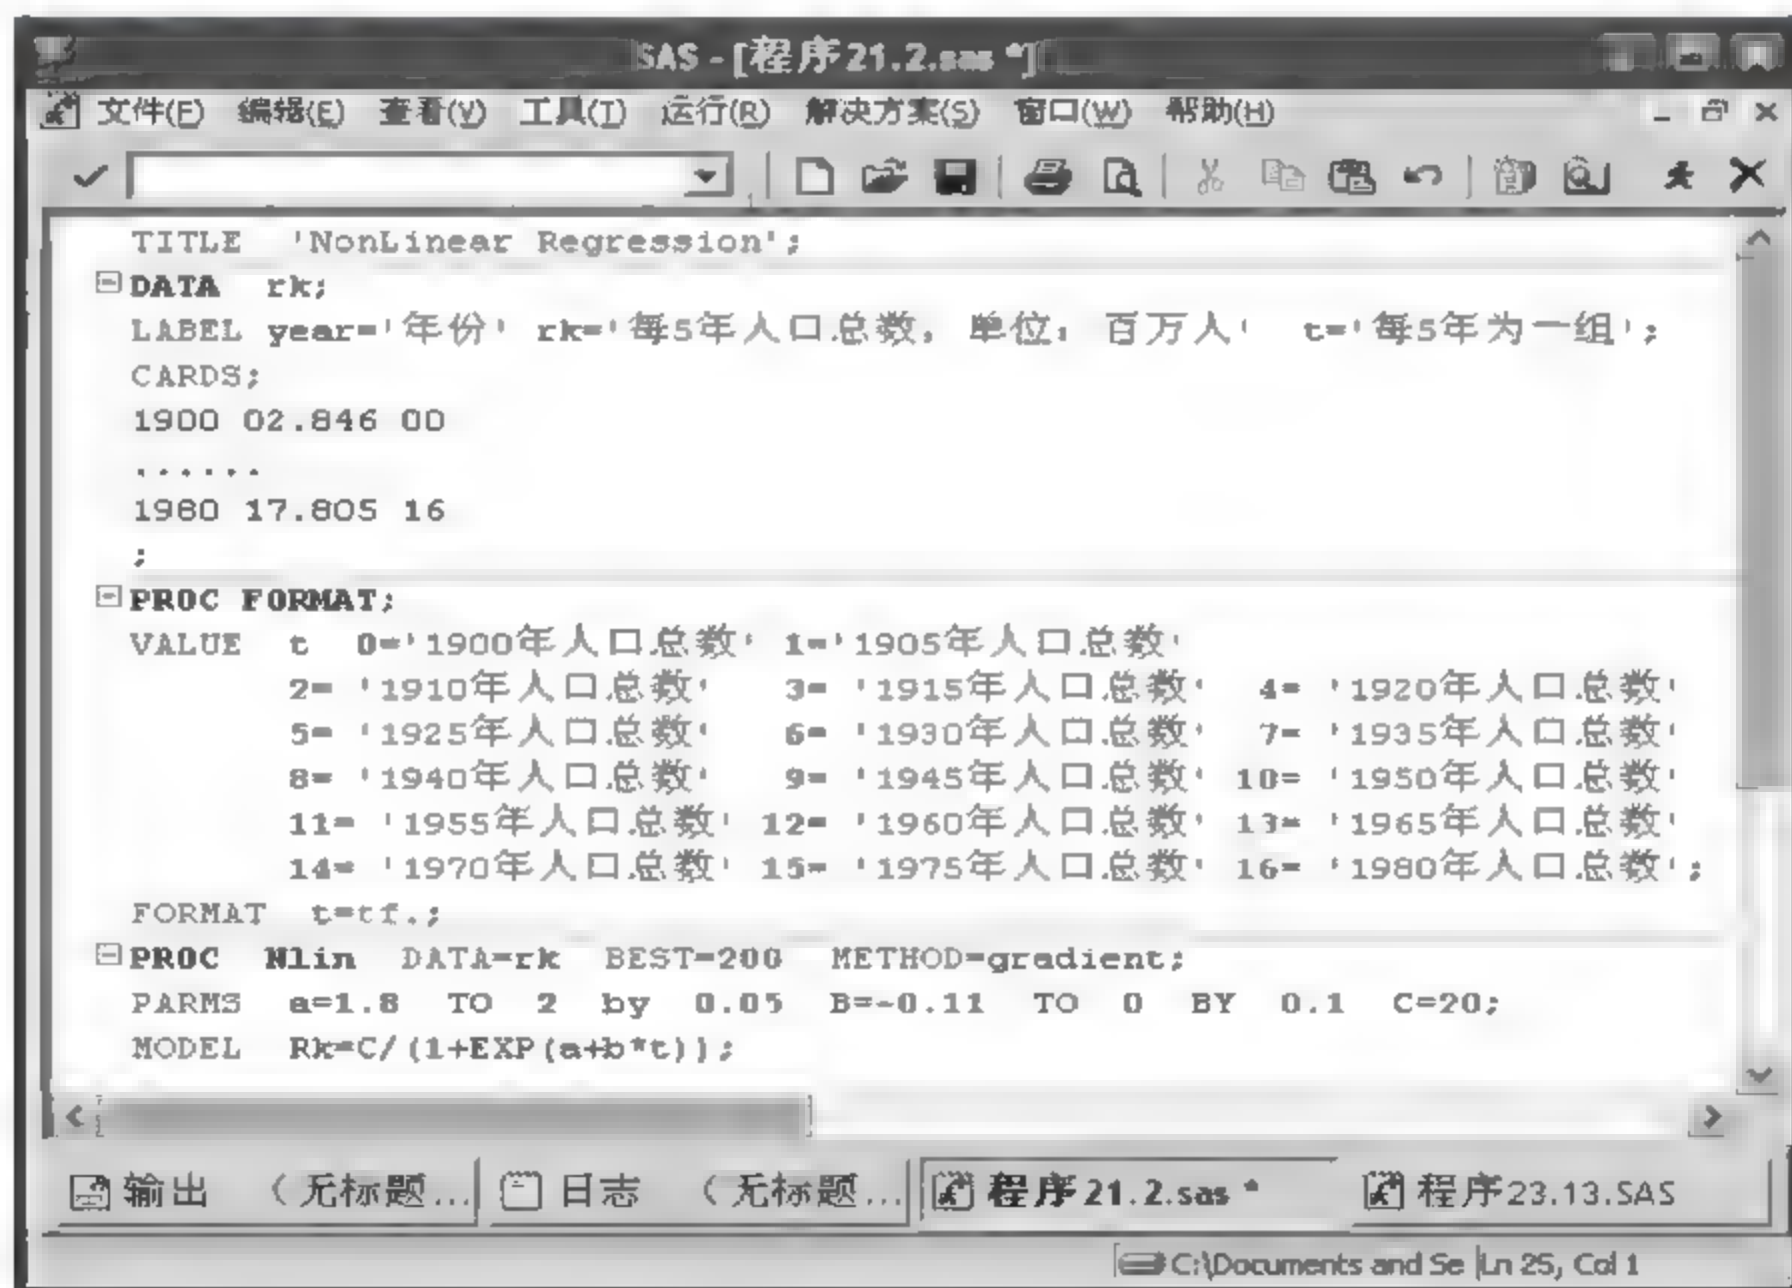 SAS - [程序21.2.sas *]
文件(F) 编辑(E) 查看(V) 工具(T) 运行(R) 解决方案(S) 窗口(W) 帮助(H)
TITLE 'NonLinear Regression';
DATA rk;
LABEL year='年份' rk='每5年人口总数，单位：百万人' t='每5年为一组';
CARDS;
1900 02.846 00
......
1980 17.805 16
;
PROC FORMAT;
VALUE t 0='1900年人口总数' 1='1905年人口总数'
2= '1910年人口总数' 3= '1915年人口总数' 4= '1920年人口总数'
5= '1925年人口总数' 6= '1930年人口总数' 7= '1935年人口总数'
8= '1940年人口总数' 9= '1945年人口总数' 10= '1950年人口总数'
11= '1955年人口总数' 12= '1960年人口总数' 13= '1965年人口总数'
14= '1970年人口总数' 15= '1975年人口总数' 16= '1980年人口总数';
FORMAT t=tf.;
PROC Nlin DATA=rk BEST=200 METHOD=gradient;
PARMS a=1.8 TO 2 by 0.05 B=-0.11 TO 0 BY 0.1 C=20;
MODEL Rk=C/(1+EXP(a+b*t));
输出 （无标题... 日志 （无标题... 程序21.2.sas * 程序23.13.SAS
C:\Documents and Se Ln 25, Col 1